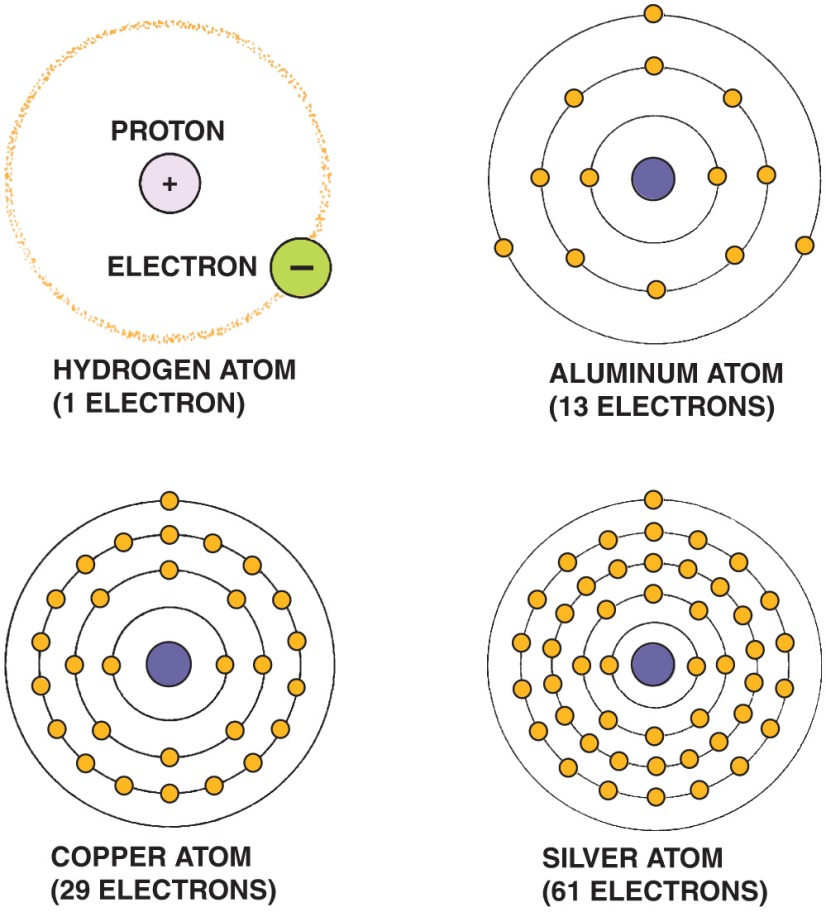 PROTON
+
ELECTRON
−
HYDROGEN ATOM
(1 ELECTRON)
ALUMINUM ATOM
(13 ELECTRONS)
COPPER ATOM
(29 ELECTRONS)
SILVER ATOM
(61 ELECTRONS)